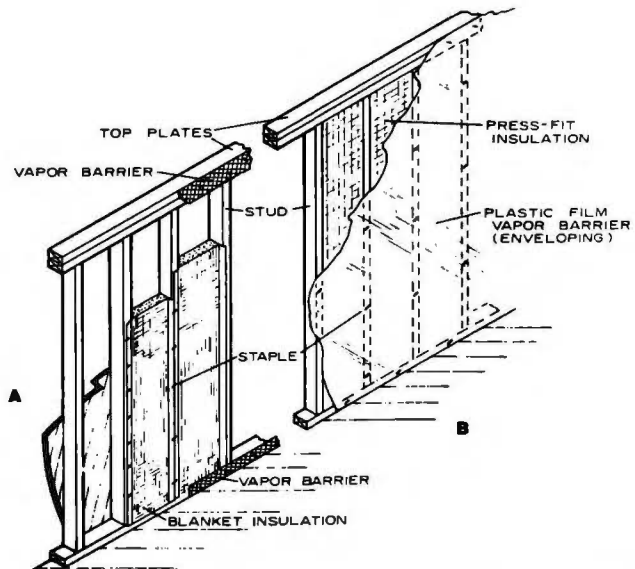 TOP PLATES
VAPOR BARRIER
STUD
PRESS-FIT
INSULATION
PLASTIC FILM
VAPOR BARRIER
(ENVELOPING)
STAPLE
A
B
VAPOR BARRIER
BLANKET INSULATION